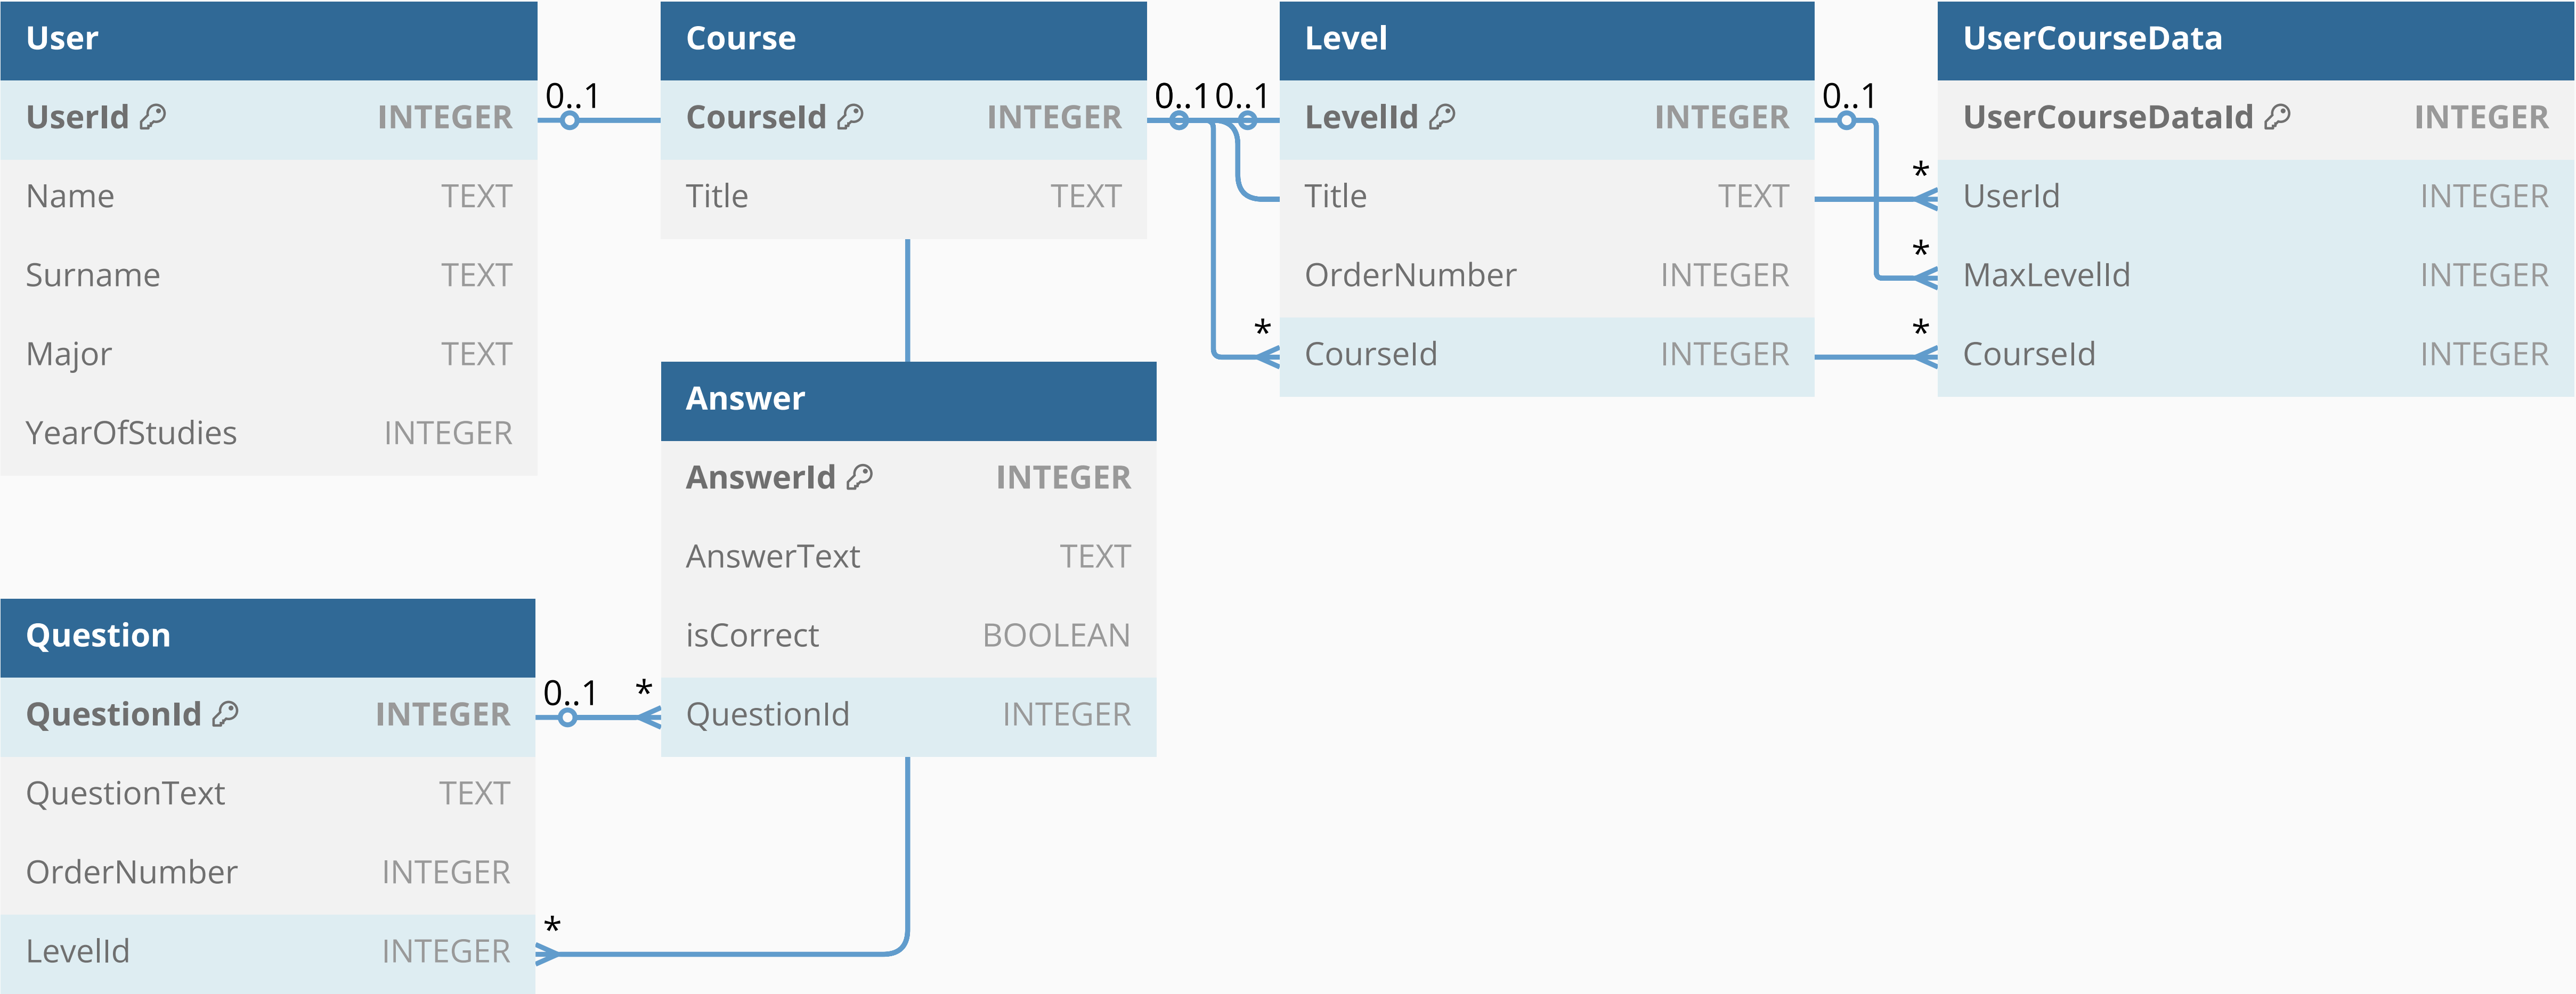 User
UserId INTEGER
Name TEXT
Surname TEXT
Major TEXT
YearOfStudies INTEGER
0..1
Course
CourseId INTEGER
Title TEXT
0..1 0..1
*
Level
LevelId INTEGER
Title TEXT
OrderNumber INTEGER
CourseId INTEGER
0..1
*
*
*
UserCourseData
UserCourseDataId INTEGER
UserId INTEGER
MaxLevelId INTEGER
CourseId INTEGER
Answer
AnswerId INTEGER
AnswerText TEXT
isCorrect BOOLEAN
QuestionId INTEGER
Question
QuestionId INTEGER
QuestionText TEXT
OrderNumber INTEGER
LevelId INTEGER
0..1 *
*